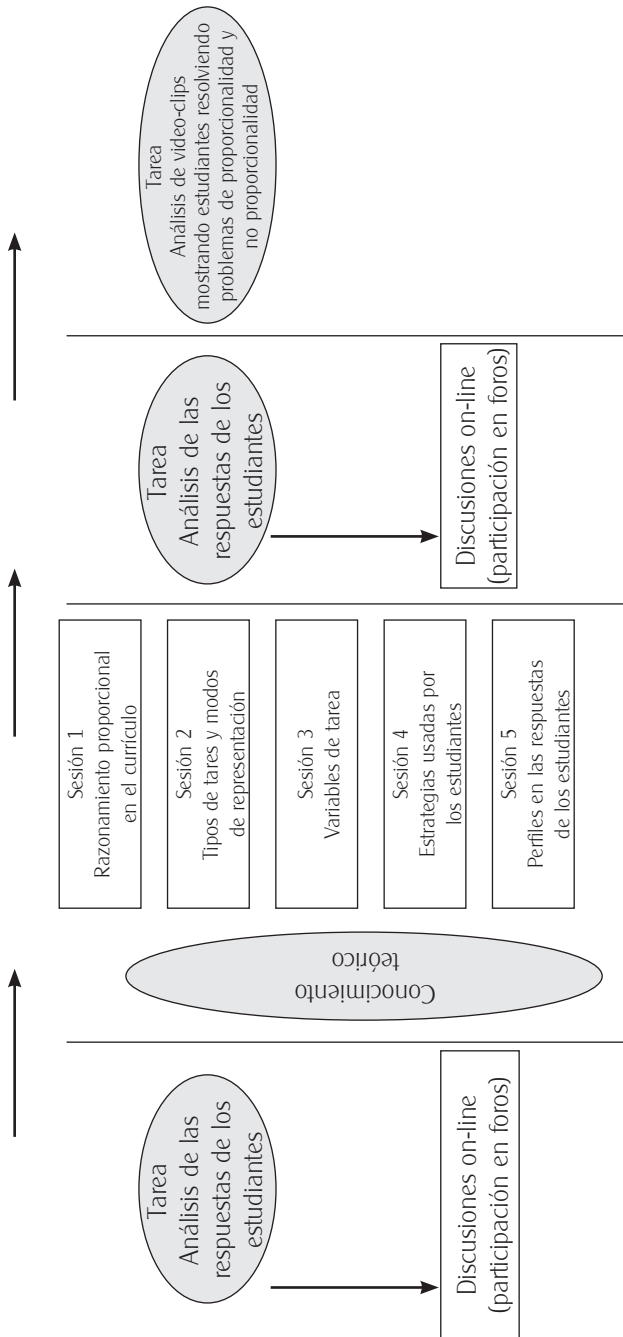 Tarea
Análisis de las
respuestas de los
estudiantes
Discusiones on-line
(participación en foros)
Conocimiento
teórico
Sesión 1
Razonamiento proporcional
en el currículo
Sesión 2
Tipos de tares y modos
de representación
Sesión 3
Variables de tarea
Sesión 4
Estrategias usadas por
los estudiantes
Sesión 5
Perfiles en las respuestas
de los estudiantes
Tarea
Análisis de las
respuestas de los
estudiantes
Discusiones on-line
(participación en foros)
Tarea
Análisis de video-clips
mostrando estudiantes resolviendo
problemas de proporcionalidad y
no proporcionalidad